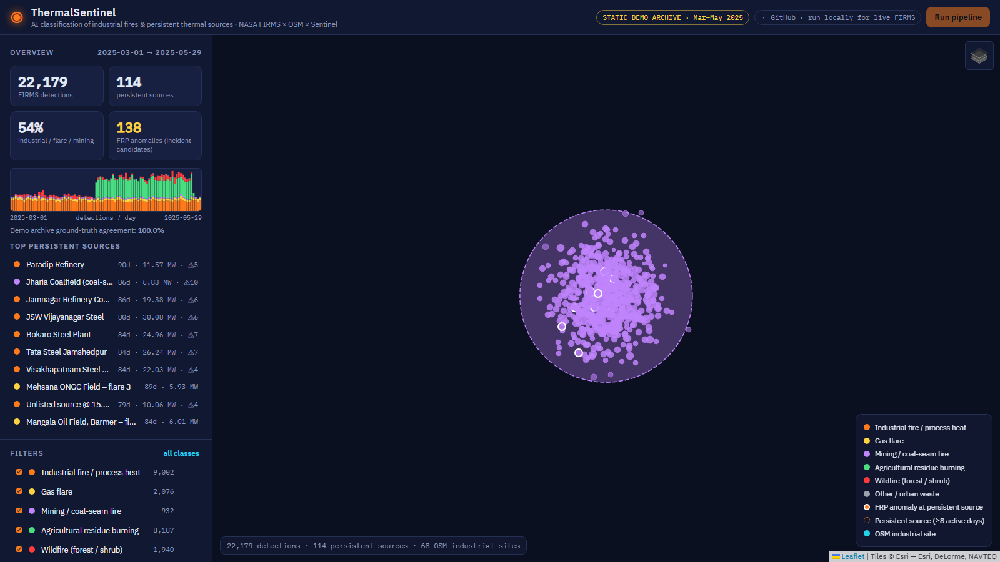 ThermalSentinel
AI classification of industrial fires & persistent thermal sources · NASA FIRMS × OSM × Sentinel
STATIC DEMO ARCHIVE · Mar–May 2025
⌥ GitHub · run locally for live FIRMS
Run pipeline
OVERVIEW
2025-03-01 → 2025-05-29
22,179
FIRMS detections
114
persistent sources
54%
industrial / flare / mining
138
FRP anomalies (incident
candidates)
2025-03-01
detections / day
2025-05-29
Demo archive ground-truth agreement: 100.0%
TOP PERSISTENT SOURCES
Paradip Refinery 90d · 11.57 MW · ⚠5
Jharia Coalfield (coal-s... 86d · 5.83 MW · ⚠10
Jamnagar Refinery Co... 86d · 19.38 MW · ⚠6
JSW Vijayanagar Steel 80d · 30.08 MW · ⚠6
Bokaro Steel Plant 84d · 24.96 MW · ⚠7
Tata Steel Jamshedpur 84d · 26.24 MW · ⚠7
Visakhapatnam Steel ... 84d · 22.03 MW · ⚠4
Mehsana ONGC Field – flare 3 89d · 5.93 MW
Unlisted source @ 15.... 79d · 10.06 MW · ⚠4
Mangala Oil Field, Barmer – fl... 84d · 6.01 MW
FILTERS
all classes
Industrial fire / process heat 9,002
Gas flare 2,076
Mining / coal-seam fire 932
Agricultural residue burning 8,187
Wildfire (forest / shrub) 1,940
22,179 detections · 114 persistent sources · 68 OSM industrial sites
Industrial fire / process heat
Gas flare
Mining / coal-seam fire
Agricultural residue burning
Wildfire (forest / shrub)
Other / urban waste
FRP anomaly at persistent source
Persistent source (≥8 active days)
OSM industrial site
Leaflet | Tiles © Esri — Esri, DeLorme, NAVTEQ